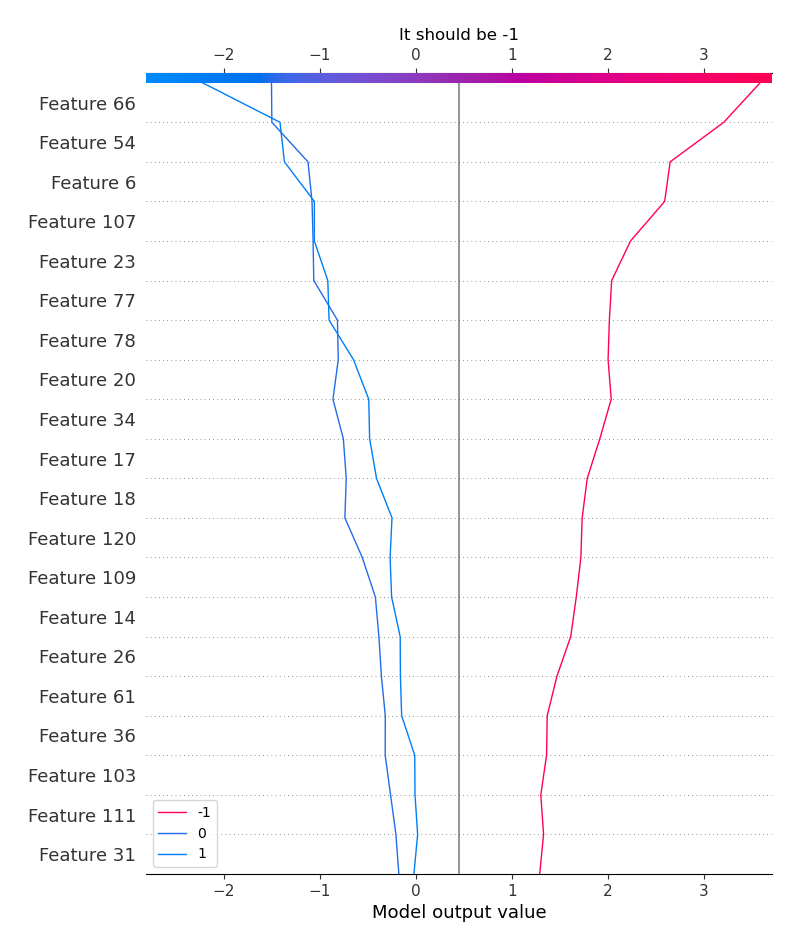 It should be -1
−2 −1 0 1 2 3
Feature 66
Feature 54
Feature 6
Feature 107
Feature 23
Feature 77
Feature 78
Feature 20
Feature 34
Feature 17
Feature 18
Feature 120
Feature 109
Feature 14
Feature 26
Feature 61
Feature 36
Feature 103
Feature 111
Feature 31
-1
0
1
−2 −1 0 1 2 3
Model output value